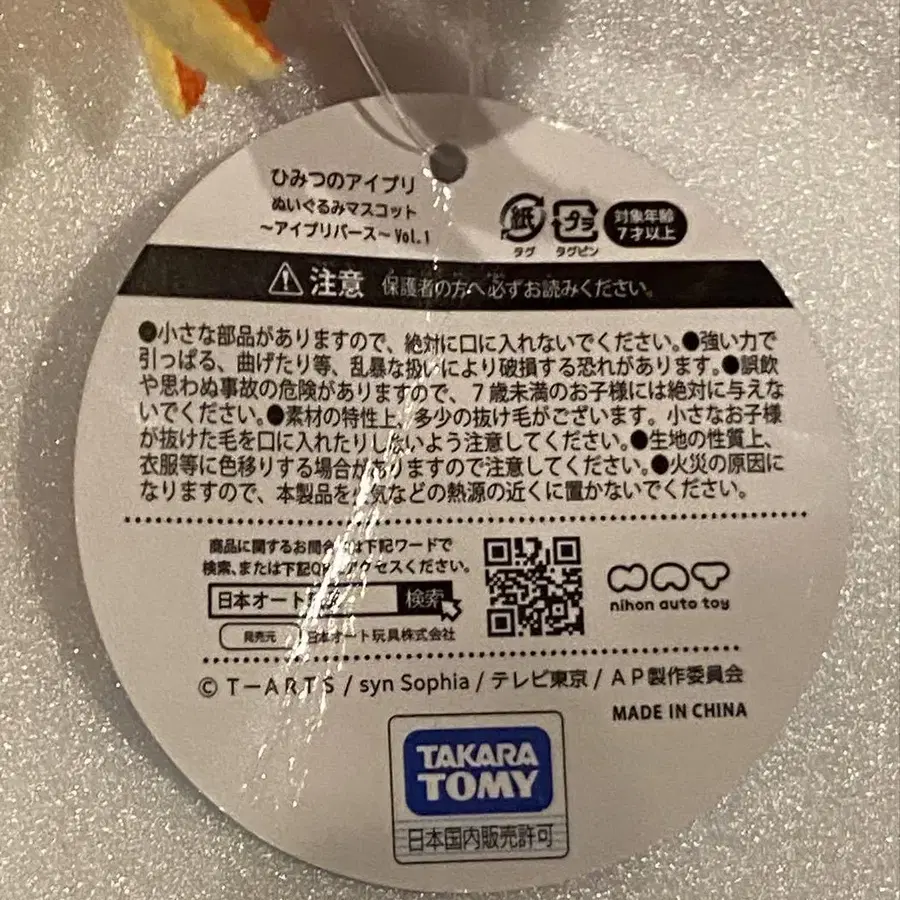 ひみつのアイプリ
ぬいぐるみマスコット
～アイプリバース～ Vol.1
紙
タグ
プラ
タグピン
対象年齢
7才以上
注意 保護者の方へ必ずお読みください。
●小さな部品がありますので、絶対に口に入れないでください。●強い力で
引っぱる、曲げたり等、乱暴な扱いにより破損する恐れがあります。●誤飲
や思わぬ事故の危険がありますので、7歳未満のお子様には絶対に与えな
いでください。●素材の特性上、多少の抜け毛がございます。小さなお子様
が抜けた毛を口に入れたりしないよう注意してください。●生地の性質上、
衣服等に色移りする場合がありますので注意してください。●火災の原因に
なりますので、本製品を火気などの熱源の近くに置かないでください。
商品に関するお問合は下記ワードで
検索、または下記QRアクセスください。
日本オート 検索
発売元 日本オート玩具株式会社
nihon auto toy
© T-ARTS / syn Sophia / テレビ東京 / AP製作委員会
MADE IN CHINA
TAKARA
TOMY
日本国内販売許可